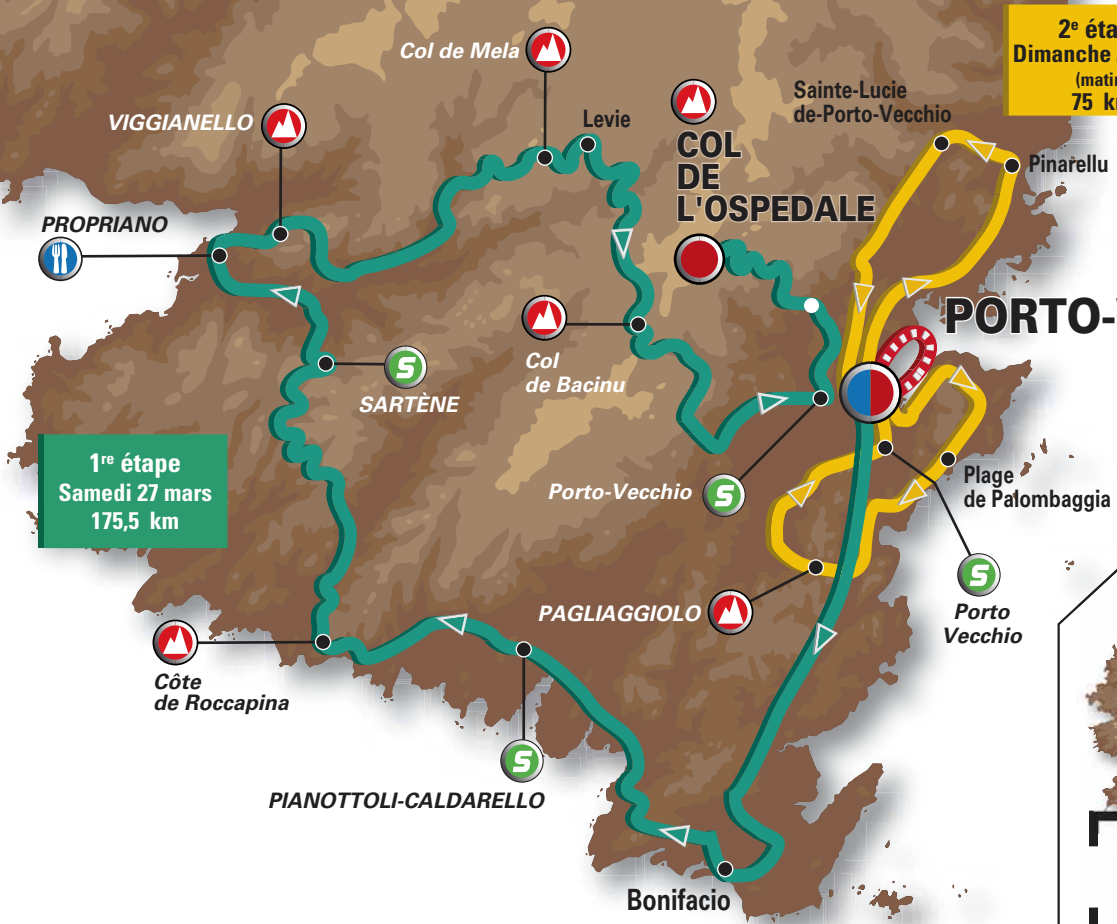 2e éta
Dimanche
(mati
75 k
Col de Mela
VIGGIANELLO
Levie
Sainte-Lucie
de-Porto-Vecchio
COL
DE
L'OSPEDALE
Pinarellu
PROPRIANO
PORTO-
Col
de Bacinu
S
SARTÈNE
1re étape
Samedi 27 mars
175,5 km
Porto-Vecchio
S
Plage
de Palombaggia
PAGLIAGGIOLO
S
Porto
Vecchio
Côte
de Roccapina
S
PIANOTTOLI-CALDARELLO
Bonifacio